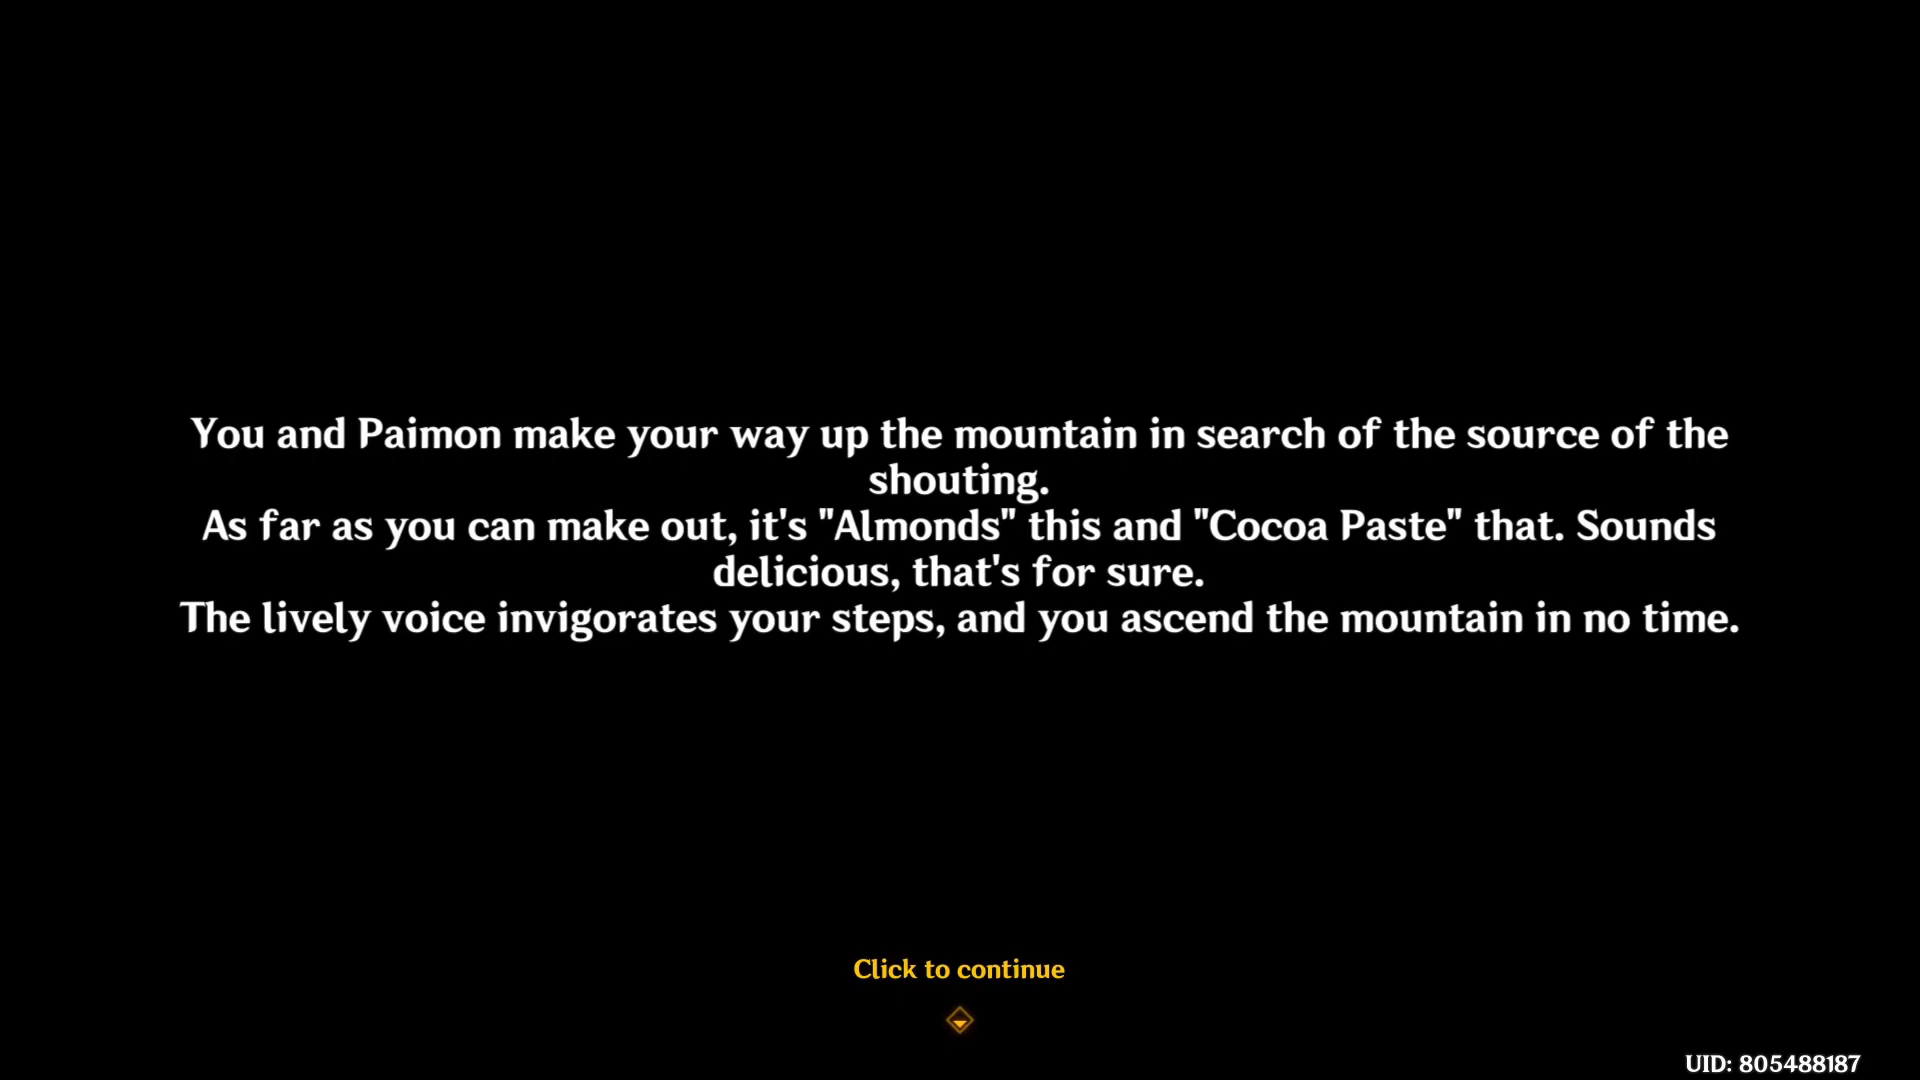 You and Paimon make your way up the mountain in search of the source of the
shouting.
As far as you can make out, it's "Almonds" this and "Cocoa Paste" that. Sounds
delicious, that's for sure.
The lively voice invigorates your steps, and you ascend the mountain in no time.
Click to continue
UID: 805488187